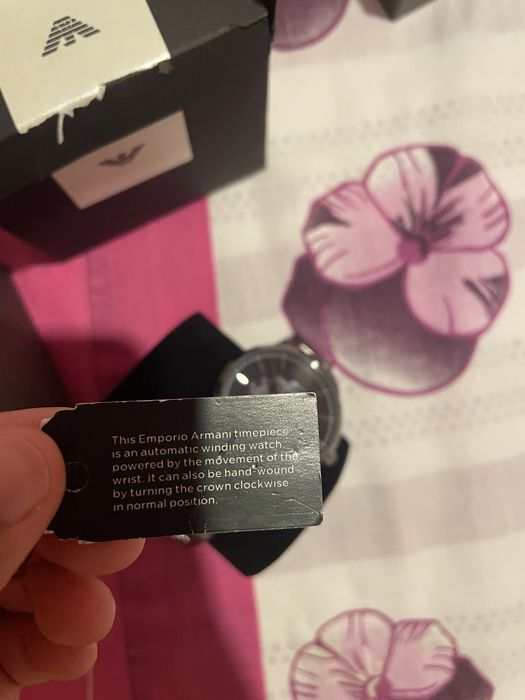 This Emporio Armani timepiece
is an automatic winding watch
powered by the movement of the
wrist. It can also be hand-wound
by turning the crown clockwise
in normal position.